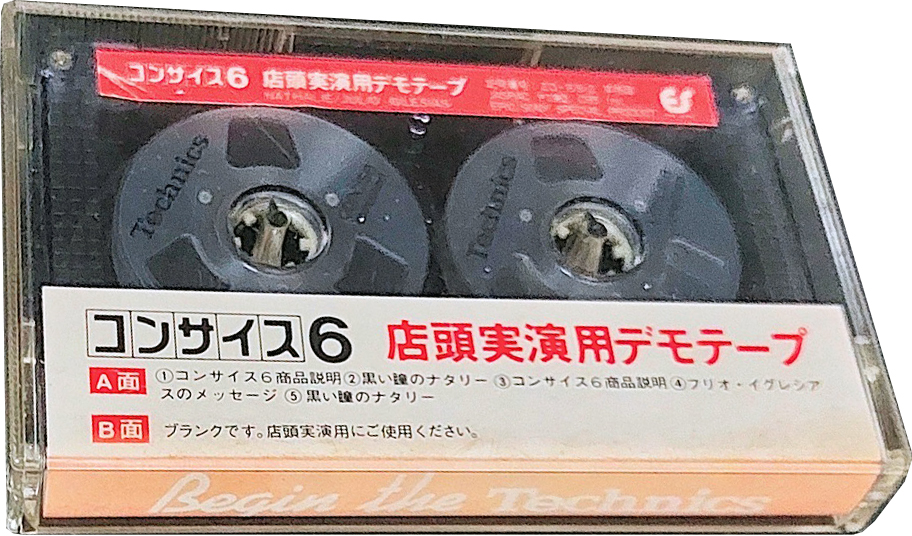 コンサイス6 店頭実演用デモテープ
NATHALIE/JULIO IGLESIAS
Technics
Technics
コンサイス6 店頭実演用デモテープ
A面 ①コンサイス6商品説明②黒い瞳のナタリー ③コンサイス6商品説明④フリオ・イグレシア
スのメッセージ ⑤黒い瞳のナタリー
B面 ブランクです。店頭実演用にご使用ください。
Begin the Technics